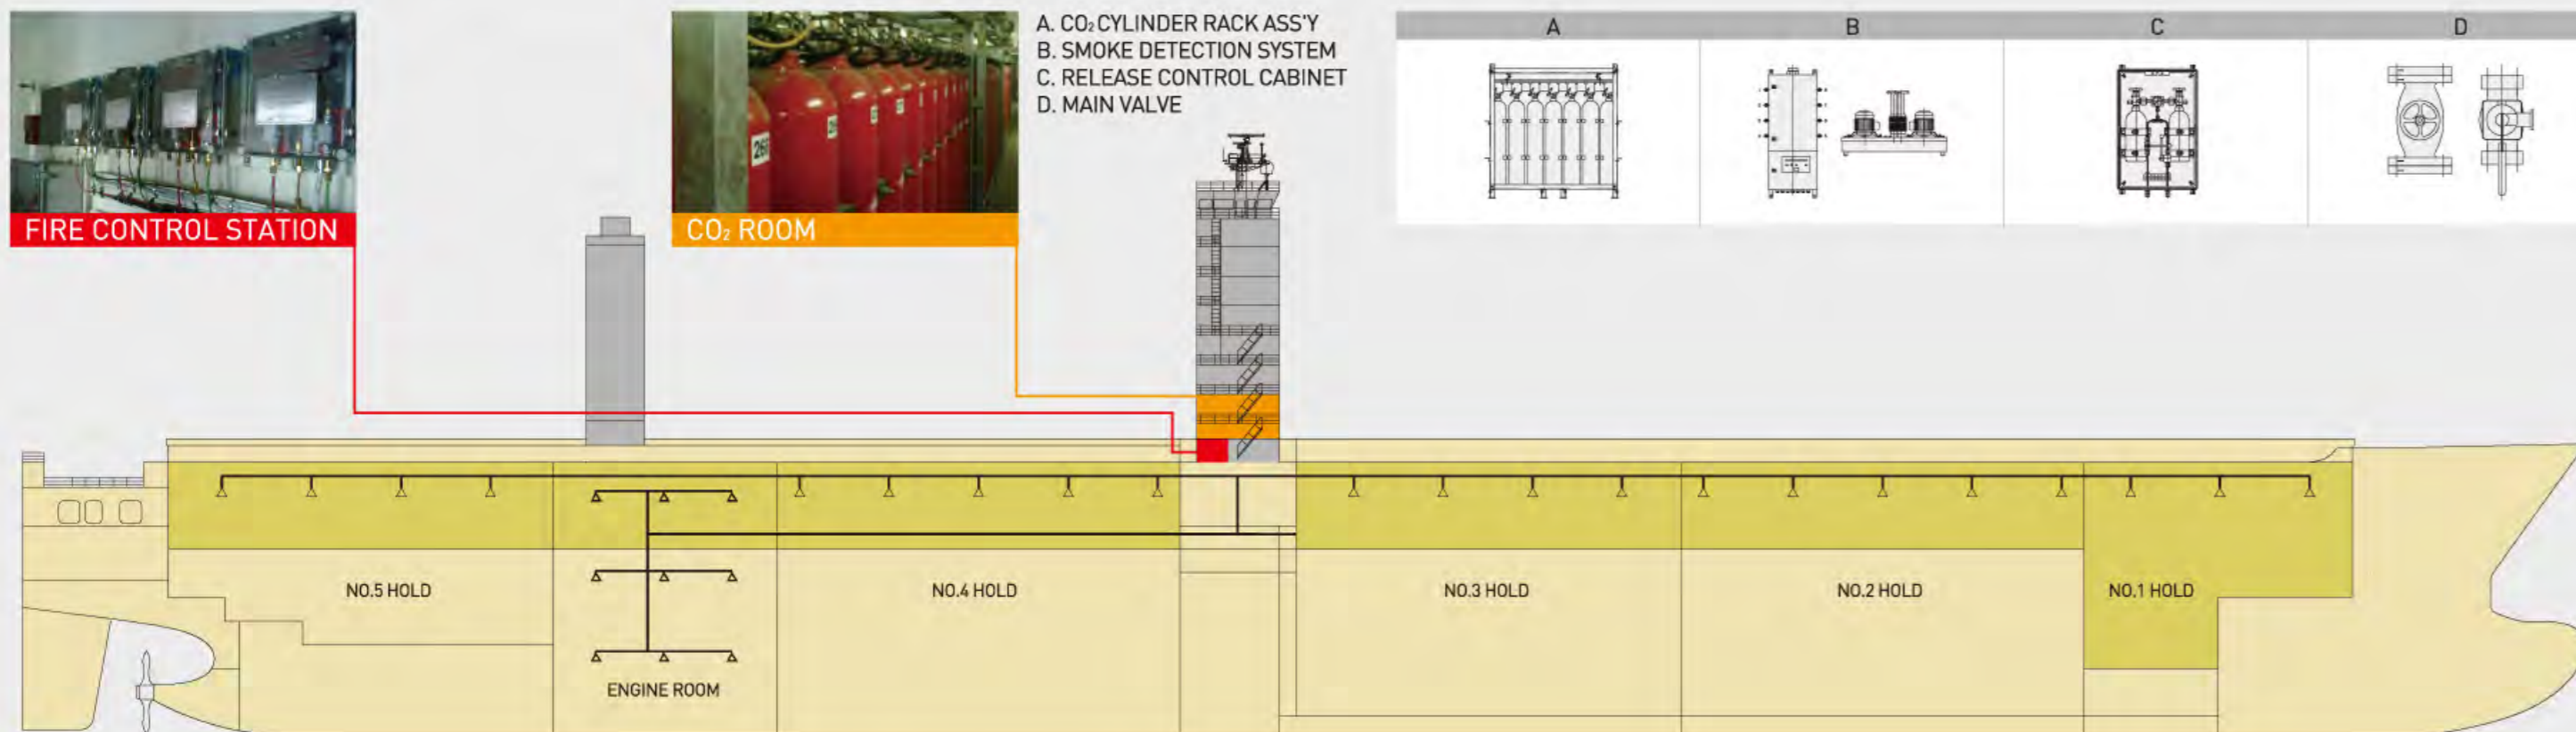 FIRE CONTROL STATION
CO₂ ROOM
A. CO₂ CYLINDER RACK ASS'Y
B. SMOKE DETECTION SYSTEM
C. RELEASE CONTROL CABINET
D. MAIN VALVE
A
B
C
D
NO.5 HOLD
ENGINE ROOM
NO.4 HOLD
NO.3 HOLD
NO.2 HOLD
NO.1 HOLD